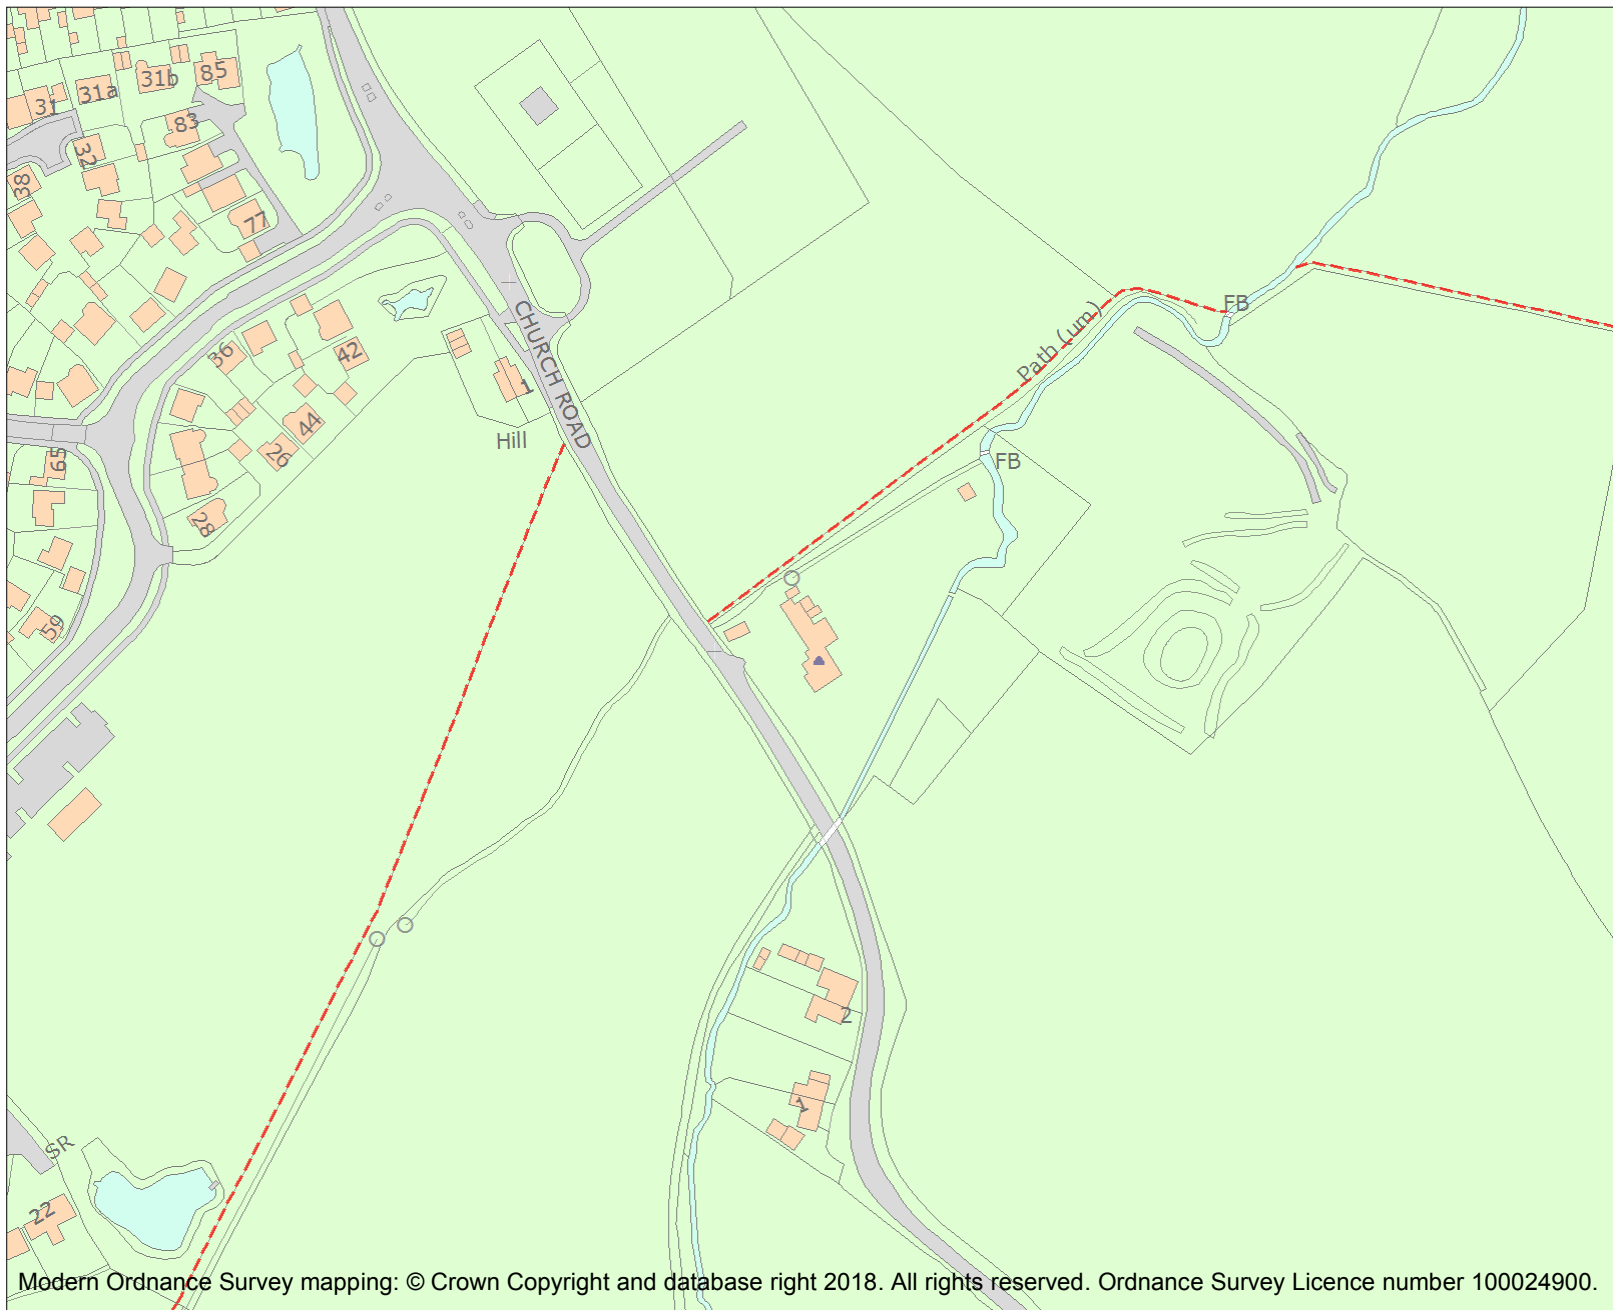 85
31b
31a
31
83
32
38
77
FB
CHURCH ROAD
Path (um)
36
42
1
44
Hill
26
65
FB
28
59
2
1
SR
22
Modern Ordnance Survey mapping: © Crown Copyright and database right 2018. All rights reserved. Ordnance Survey Licence number 100024900.